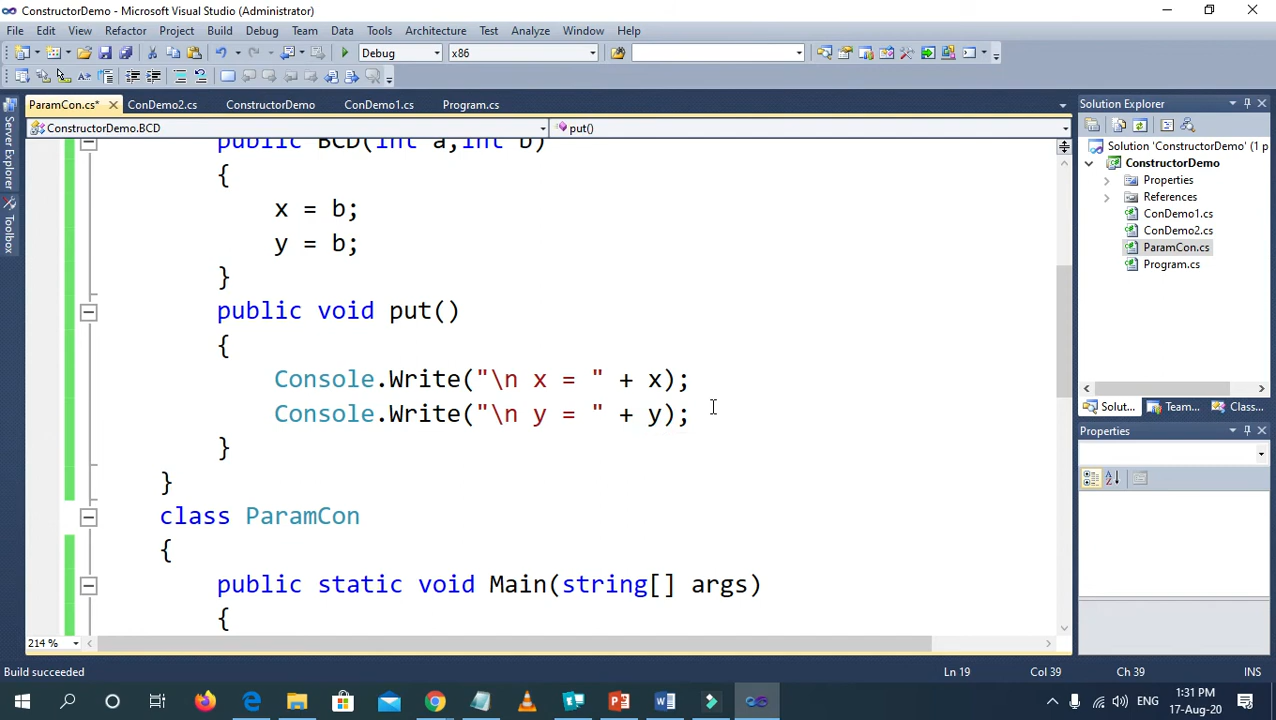 ConstructorDemo - Microsoft Visual Studio (Administrator)
File Edit View Refactor Project Build Debug Team Data Tools Architecture Test Analyze Window Help
Debug x86
ParamCon.cs* ConDemo2.cs ConstructorDemo ConDemo1.cs Program.cs
ConstructorDemo.BCD put()
public BCD(int a,int b)
{
x = b;
y = b;
}
public void put()
{
Console.Write("\n x = " + x);
Console.Write("\n y = " + y);
}
}
class ParamCon
{
public static void Main(string[] args)
{
214 %
Server Explorer
Toolbox
Solution Explorer
Solution 'ConstructorDemo' (1 p
ConstructorDemo
Properties
References
ConDemo1.cs
ConDemo2.cs
ParamCon.cs
Program.cs
Solut... Team... Class...
Properties
Build succeeded Ln 19 Col 39 Ch 39 INS
ENG 1:31 PM
17-Aug-20